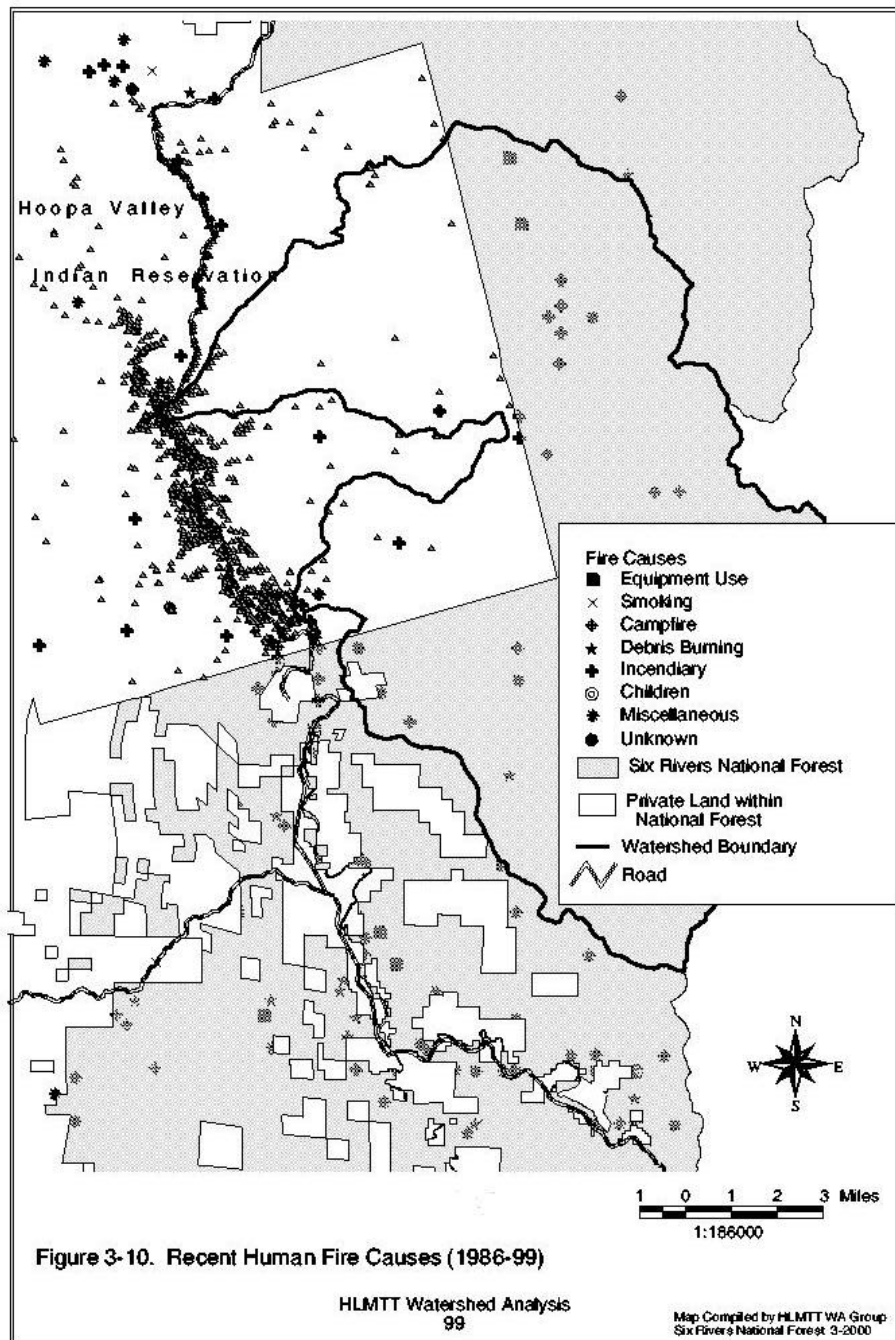 Hoopa Valley
Indian Reservation
Fire Causes
Equipment Use
Smoking
Campfire
Debris Burning
Incendiary
Children
Miscellaneous
Unknown
Six Rivers National Forest
Private Land within
National Forest
Watershed Boundary
Road
N
W E
S
1 0 1 2 3 Miles
1:186000
Figure 3-10. Recent Human Fire Causes (1986-99)
HLMTT Watershed Analysis
99
Map Compiled by HLMTT WA Group
Six Rivers National Forest 3-2000